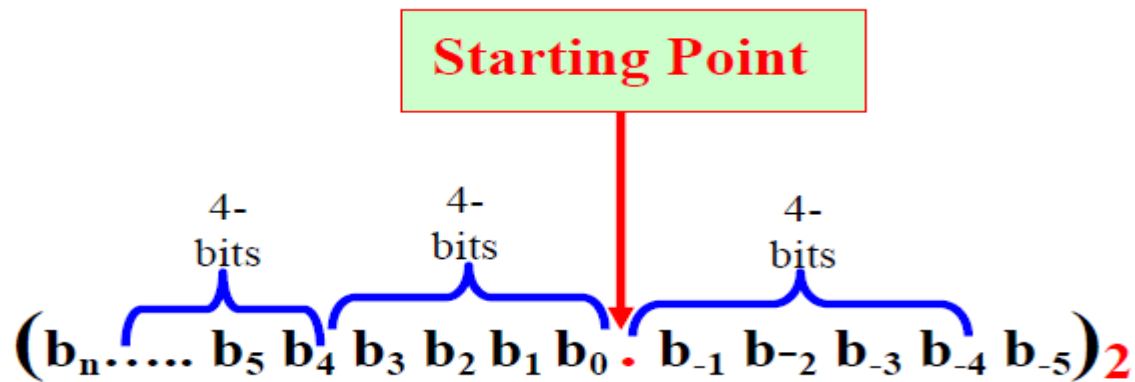 Starting Point
4-
bits
4-
bits
4-
bits
(bₙ….. b₅ b₄ b₃ b₂ b₁ b₀ . b₋₁ b₋₂ b₋₃ b₋₄ b₋₅)₂